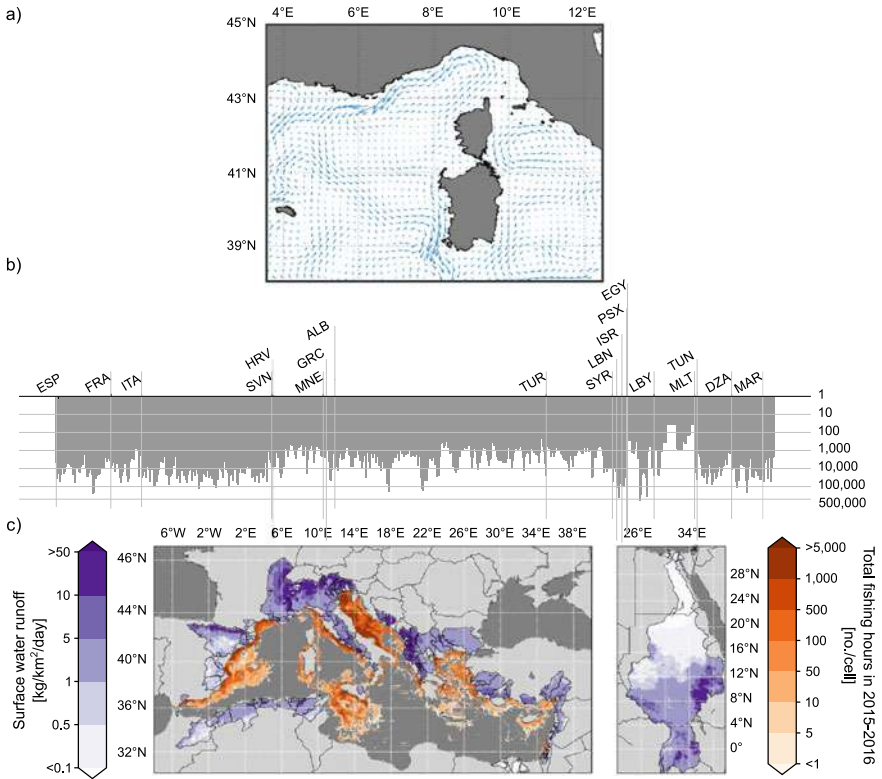 a)
4°E 6°E 8°E 10°E 12°E
45°N
43°N
41°N
39°N
b)
EGY
PSX
ALB ISR
HRV GRC LBN TUN
ESP FRA ITA SVN MNE TUR SYR LBY MLT DZA MAR
1
10
100
1,000
10,000
100,000
500,000
c)
6°W 2°W 2°E 6°E 10°E 14°E 18°E 22°E 26°E 30°E 34°E 38°E 26°E 34°E
46°N
44°N
40°N
36°N
32°N
28°N
24°N
20°N
16°N
12°N
8°N
4°N
0°
Surface water runoff
[kg/km²/day]
>50
10
5
1
0.5
<0.1
>5,000
1,000
500
100
50
10
5
<1
Total fishing hours in 2015-2016
[no./cell]